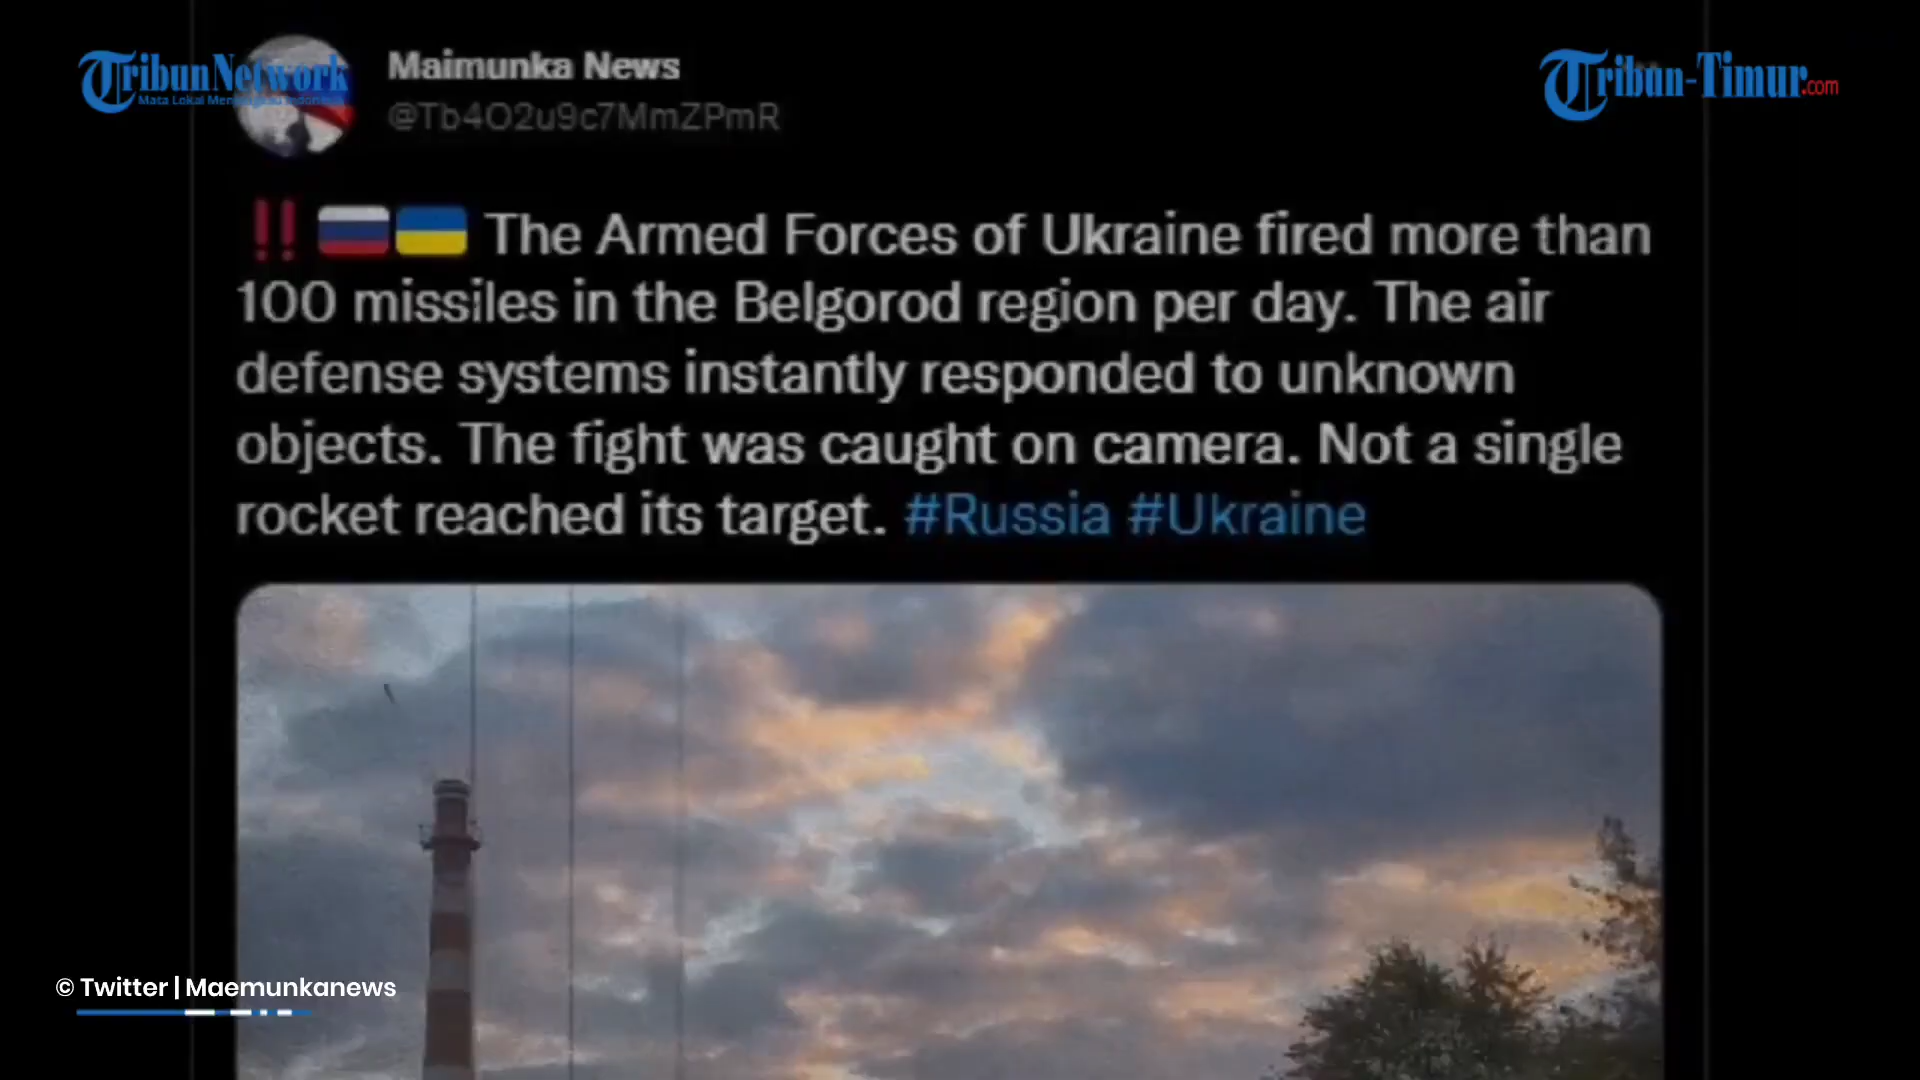 TribunNetwork
Maimunka News
@Tb4O2u9c7MmZPmR
Tribun-Timur.com
‼️🇷🇺🇺🇦 The Armed Forces of Ukraine fired more than
100 missiles in the Belgorod region per day. The air
defense systems instantly responded to unknown
objects. The fight was caught on camera. Not a single
rocket reached its target. #Russia #Ukraine
© Twitter | Maemunkanews